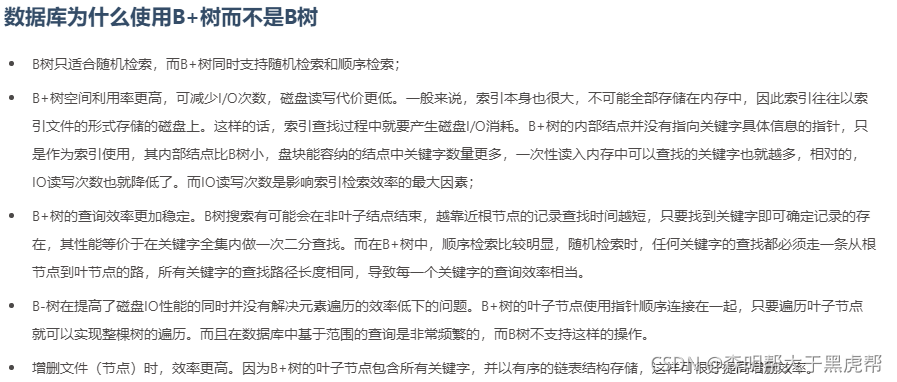 数据库为什么使用B+树而不是B树
B树只适合随机检索，而B+树同时支持随机检索和顺序检索；
B+树空间利用率更高，可减少I/O次数，磁盘读写代价更低。一般来说，索引本身也很大，不可能全部存储在内存中，因此索引往往以索
引文件的形式存储的磁盘上。这样的话，索引查找过程中就要产生磁盘I/O消耗。B+树的内部结点并没有指向关键字具体信息的指针，只
是作为索引使用，其内部结点比B树小，盘块能容纳的结点中关键字数量更多，一次性读入内存中可以查找的关键字也就越多，相对的，
IO读写次数也就降低了。而IO读写次数是影响索引检索效率的最大因素；
B+树的查询效率更加稳定。B树搜索有可能会在非叶子结点结束，越靠近根节点的记录查找时间越短，只要找到关键字即可确定记录的存
在，其性能等价于在关键字全集内做一次二分查找。而在B+树中，顺序检索比较明显，随机检索时，任何关键字的查找都必须走一条从根
节点到叶节点的路，所有关键字的查找路径长度相同，导致每一个关键字的查询效率相当。
B-树在提高了磁盘IO性能的同时并没有解决元素遍历的效率低下的问题。B+树的叶子节点使用指针顺序连接在一起，只要遍历叶子节点
就可以实现整棵树的遍历。而且在数据库中基于范围的查询是非常频繁的，而B树不支持这样的操作。
增删文件（节点）时，效率更高。因为B+树的叶子节点包含所有关键字，并以有序的链表结构存储，这样可很好提高增删效率。
CSDN @李明帮大于黑虎帮